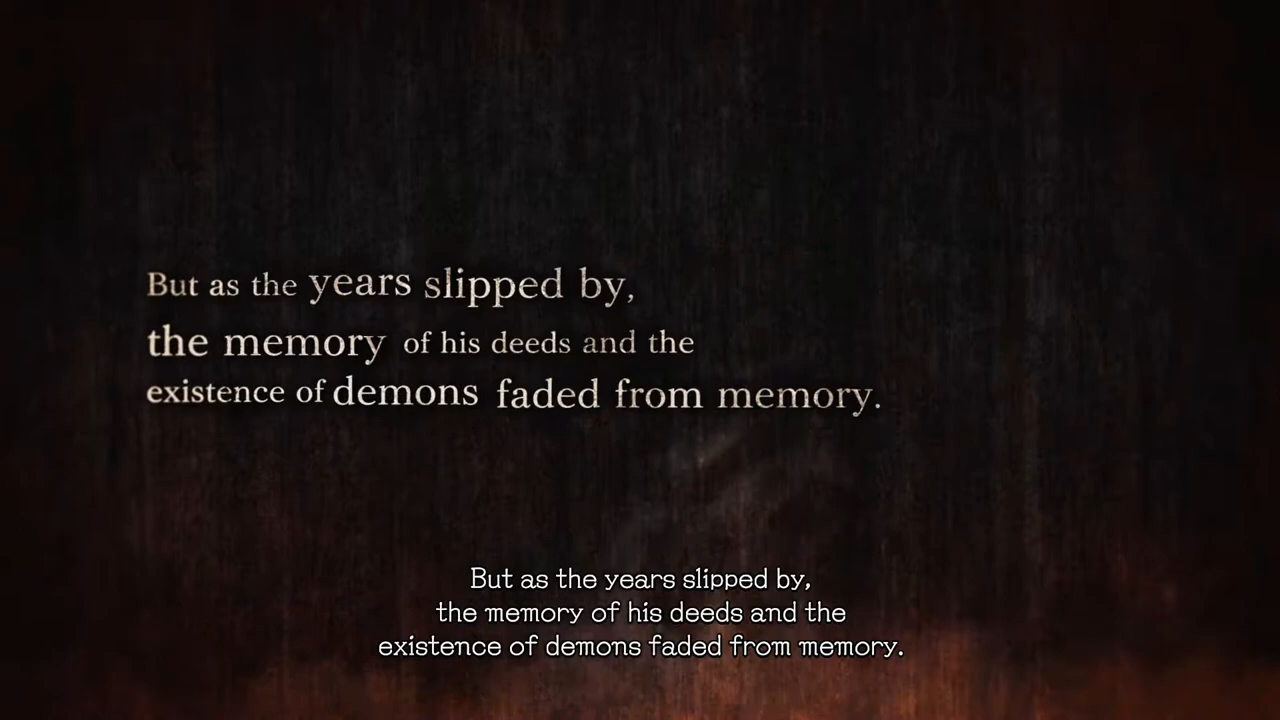 But as the years slipped by,
the memory of his deeds and the
existence of demons faded from memory.
But as the years slipped by,
the memory of his deeds and the
existence of demons faded from memory.